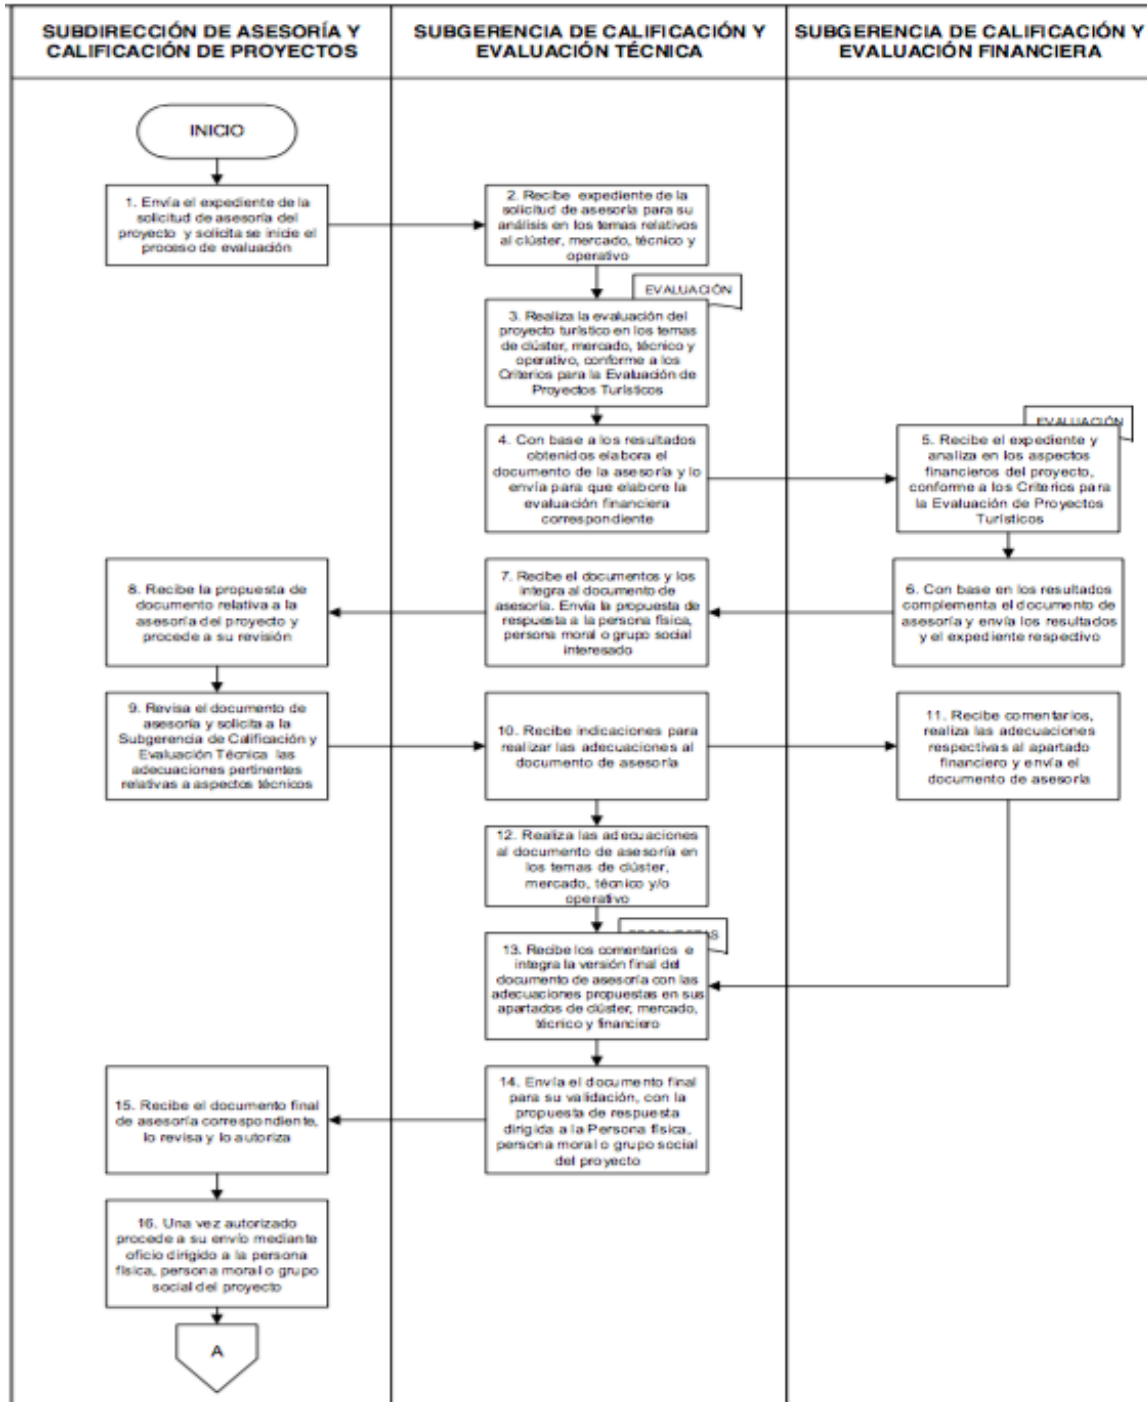 SUBDIRECCIÓN DE ASESORÍA Y
CALIFICACIÓN DE PROYECTOS
SUBGERENCIA DE CALIFICACIÓN Y
EVALUACIÓN TÉCNICA
SUBGERENCIA DE CALIFICACIÓN Y
EVALUACIÓN FINANCIERA
INICIO
1. Envía el expediente de la
solicitud de asesoría del
proyecto y solicita se inicie el
proceso de evaluación
2. Recibe expediente de la
solicitud de asesoría para su
análisis en los temas relativos
al clúster, mercado, técnico y
operativo
EVALUACIÓN
3. Realiza la evaluación del
proyecto turístico en los temas
de clúster, mercado, técnico y
operativo, conforme a los
Criterios para la Evaluación de
Proyectos Turísticos
4. Con base a los resultados
obtenidos elabora el
documento de la asesoría y lo
envía para que elabore la
evaluación financiera
correspondiente
EVALUACIÓN
5. Recibe el expediente y
analiza en los aspectos
financieros del proyecto,
conforme a los Criterios para
la Evaluación de Proyectos
Turísticos
6. Con base en los resultados
complementa el documento de
asesoría y envía los resultados
y el expediente respectivo
7. Recibe el documentos y los
integra al documento de
asesoría. Envía la propuesta de
respuesta a la persona física,
persona moral o grupo social
interesado
8. Recibe la propuesta de
documento relativa a la
asesoría del proyecto y
procede a su revisión
9. Revisa el documento de
asesoría y solicita a la
Subgerencia de Calificación y
Evaluación Técnica las
adecuaciones pertinentes
relativas a aspectos técnicos
10. Recibe indicaciones para
realizar las adecuaciones al
documento de asesoría
11. Recibe comentarios,
realiza las adecuaciones
respectivas al apartado
financiero y envía el
documento de asesoría
12. Realiza las adecuaciones
al documento de asesoría en
los temas de clúster,
mercado, técnico y/o
operativo
13. Recibe los comentarios e
integra la versión final del
documento de asesoría con las
adecuaciones propuestas en sus
apartados de clúster, mercado,
técnico y financiero
14. Envía el documento final
para su validación, con la
propuesta de respuesta
dirigida a la Persona física,
persona moral o grupo social
del proyecto
15. Recibe el documento final
de asesoría correspondiente,
lo revisa y lo autoriza
16. Una vez autorizado
procede a su envío mediante
oficio dirigido a la persona
física, persona moral o grupo
social del proyecto
A